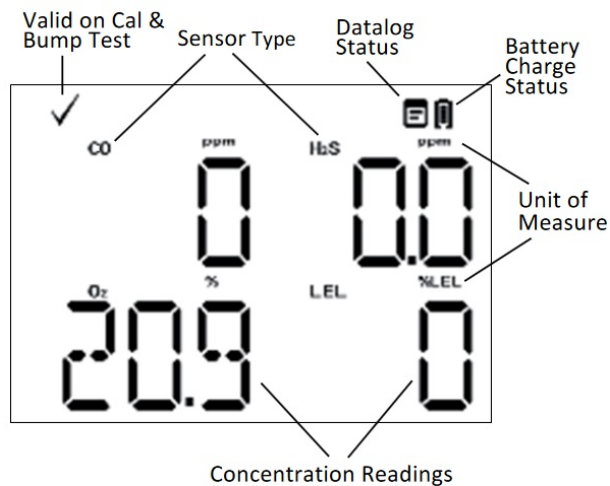 Valid on Cal &
Bump Test
Sensor Type
Datalog
Status
Battery
Charge
Status
CO ppm H2S ppm
0 0.0
Unit of
Measure
O2 % LEL %LEL
20.9 0
Concentration Readings